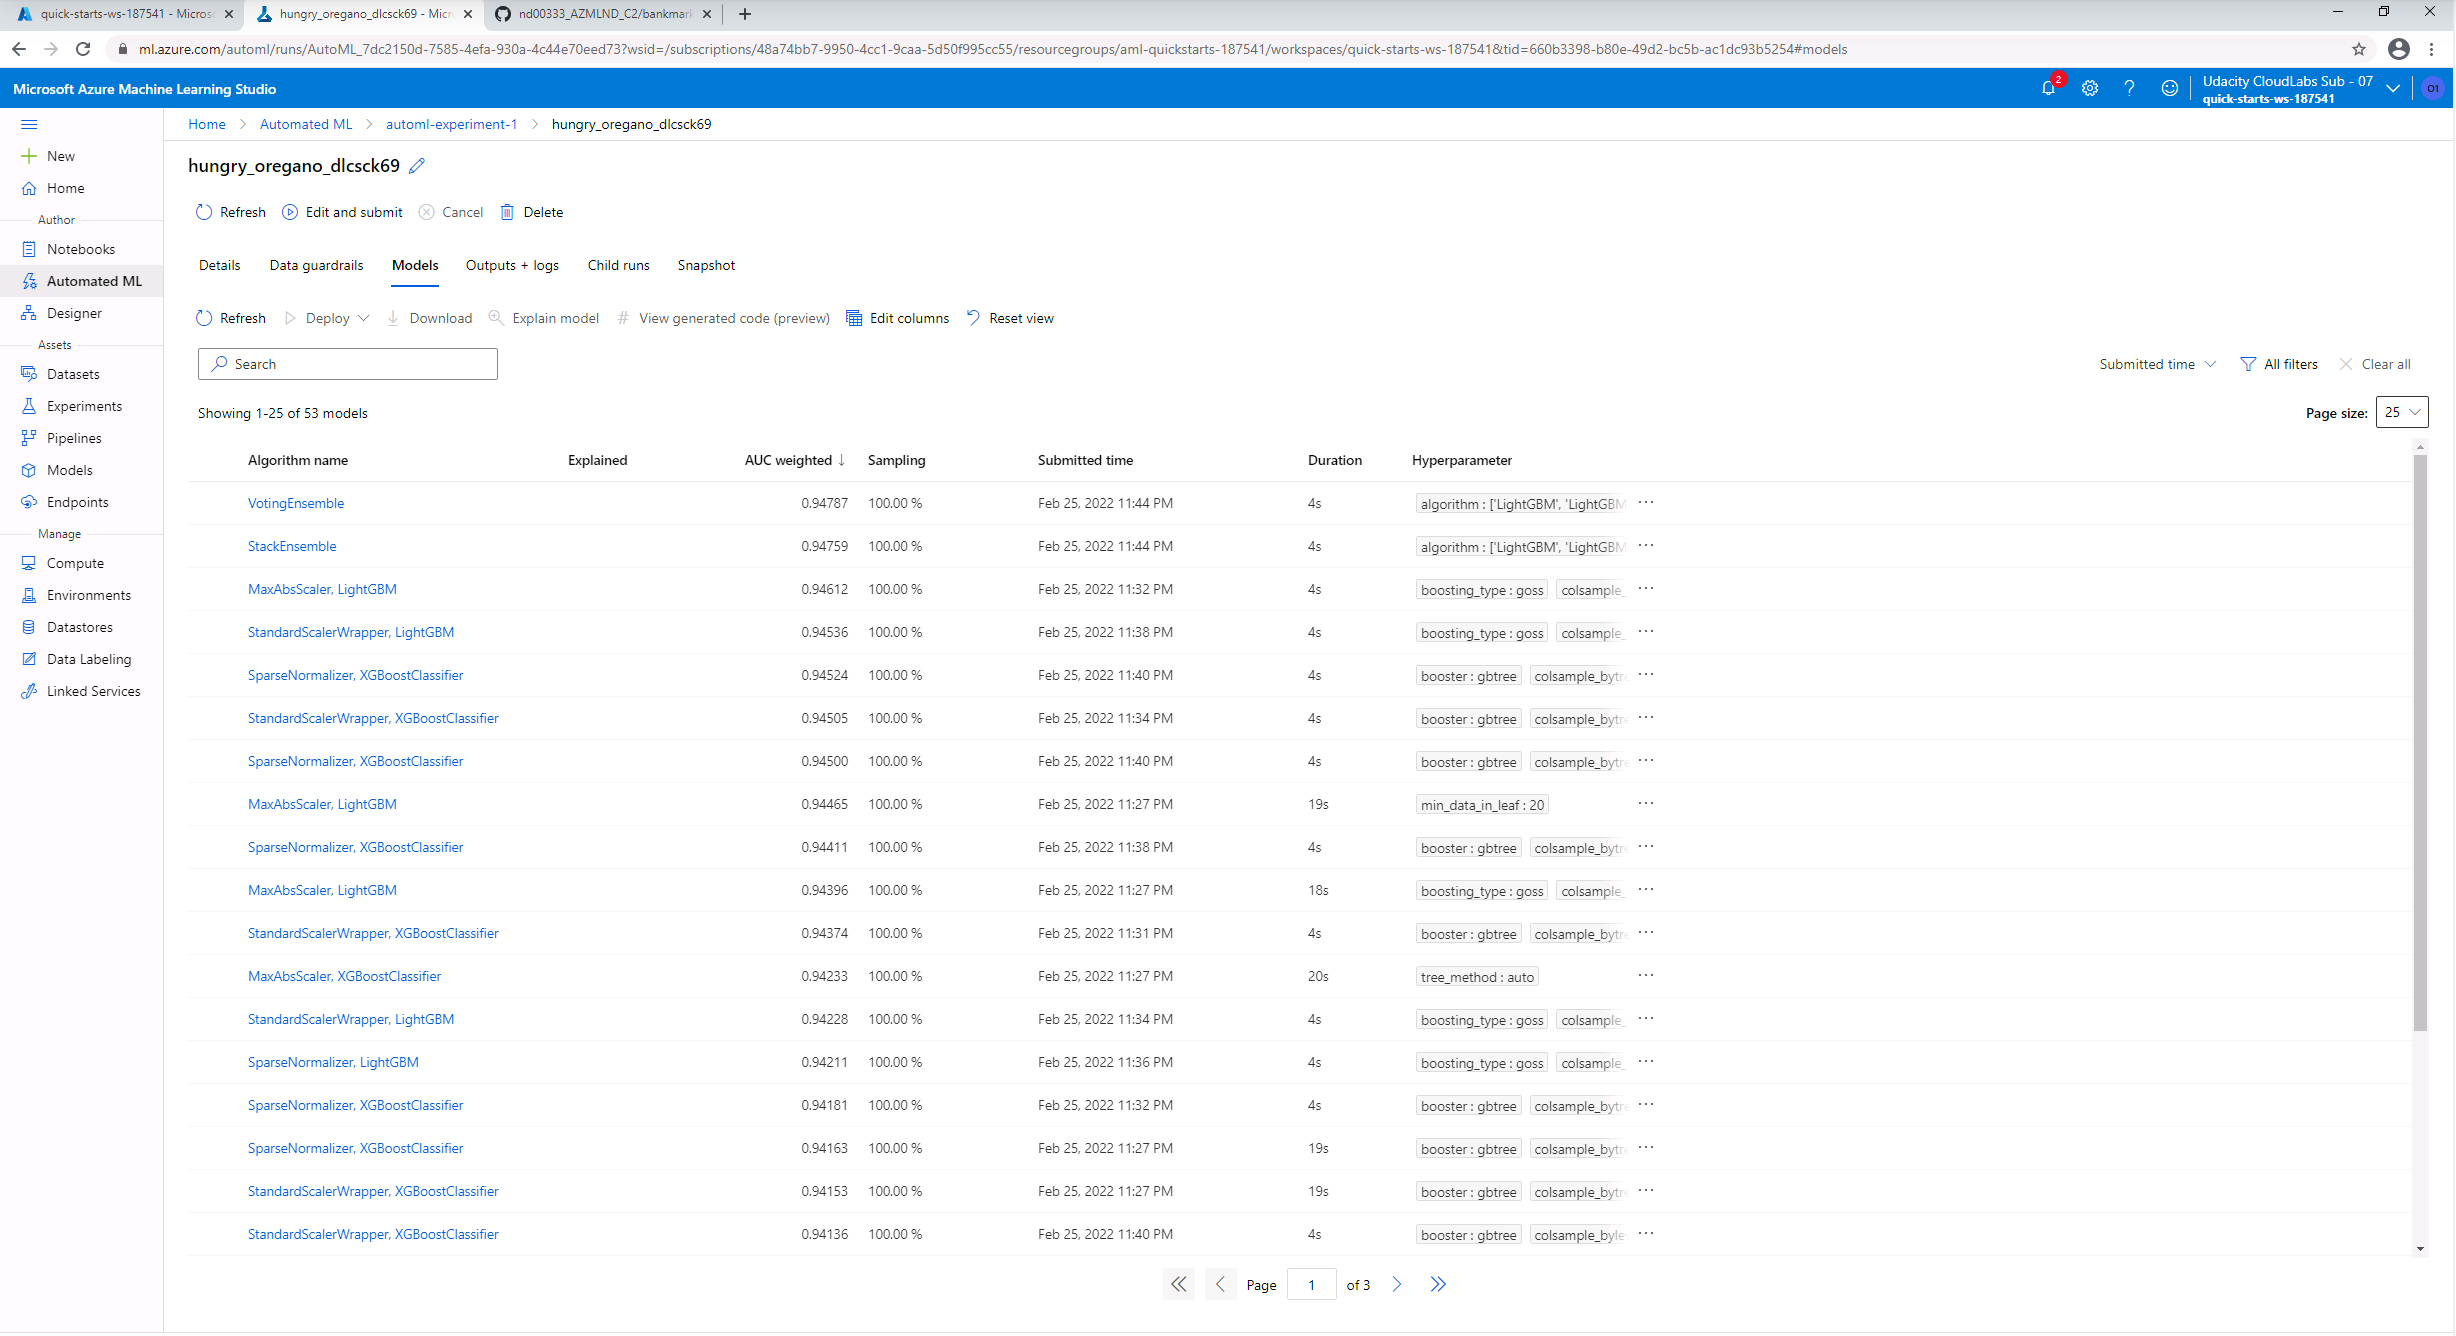 quick-starts-ws-187541 - Micros
hungry_oregano_dlcsck69 - Micr
nd00333_AZMLND_C2/bankmark
ml.azure.com/automl/runs/AutoML_7dc2150d-7585-4efa-930a-4c44e70eed73?wsid=/subscriptions/48a74bb7-9950-4cc1-9caa-5d50f995cc55/resourcegroups/aml-quickstarts-187541/workspaces/quick-starts-ws-187541&tid=660b3398-b80e-49d2-bc5b-ac1dc93b5254#models
Microsoft Azure Machine Learning Studio
2
Udacity CloudLabs Sub - 07
quick-starts-ws-187541
O1
New
Home
Author
Notebooks
Automated ML
Designer
Assets
Datasets
Experiments
Pipelines
Models
Endpoints
Manage
Compute
Environments
Datastores
Data Labeling
Linked Services
Home > Automated ML > automl-experiment-1 > hungry_oregano_dlcsck69
hungry_oregano_dlcsck69
Refresh Edit and submit Cancel Delete
Details Data guardrails Models Outputs + logs Child runs Snapshot
Refresh Deploy Download Explain model # View generated code (preview) Edit columns Reset view
Search
Submitted time All filters Clear all
Showing 1-25 of 53 models
Page size: 25
Algorithm name Explained AUC weighted ↓ Sampling Submitted time Duration Hyperparameter
VotingEnsemble 0.94787 100.00 % Feb 25, 2022 11:44 PM 4s algorithm : ['LightGBM', 'LightGBM ...
StackEnsemble 0.94759 100.00 % Feb 25, 2022 11:44 PM 4s algorithm : ['LightGBM', 'LightGBM ...
MaxAbsScaler, LightGBM 0.94612 100.00 % Feb 25, 2022 11:32 PM 4s boosting_type : goss colsample_ ...
StandardScalerWrapper, LightGBM 0.94536 100.00 % Feb 25, 2022 11:38 PM 4s boosting_type : goss colsample_ ...
SparseNormalizer, XGBoostClassifier 0.94524 100.00 % Feb 25, 2022 11:40 PM 4s booster : gbtree colsample_bytre ...
StandardScalerWrapper, XGBoostClassifier 0.94505 100.00 % Feb 25, 2022 11:34 PM 4s booster : gbtree colsample_bytre ...
SparseNormalizer, XGBoostClassifier 0.94500 100.00 % Feb 25, 2022 11:40 PM 4s booster : gbtree colsample_bytre ...
MaxAbsScaler, LightGBM 0.94465 100.00 % Feb 25, 2022 11:27 PM 19s min_data_in_leaf : 20 ...
SparseNormalizer, XGBoostClassifier 0.94411 100.00 % Feb 25, 2022 11:38 PM 4s booster : gbtree colsample_bytre ...
MaxAbsScaler, LightGBM 0.94396 100.00 % Feb 25, 2022 11:27 PM 18s boosting_type : goss colsample_ ...
StandardScalerWrapper, XGBoostClassifier 0.94374 100.00 % Feb 25, 2022 11:31 PM 4s booster : gbtree colsample_bytre ...
MaxAbsScaler, XGBoostClassifier 0.94233 100.00 % Feb 25, 2022 11:27 PM 20s tree_method : auto ...
StandardScalerWrapper, LightGBM 0.94228 100.00 % Feb 25, 2022 11:34 PM 4s boosting_type : goss colsample_ ...
SparseNormalizer, LightGBM 0.94211 100.00 % Feb 25, 2022 11:36 PM 4s boosting_type : goss colsample_ ...
SparseNormalizer, XGBoostClassifier 0.94181 100.00 % Feb 25, 2022 11:32 PM 4s booster : gbtree colsample_bytre ...
SparseNormalizer, XGBoostClassifier 0.94163 100.00 % Feb 25, 2022 11:27 PM 19s booster : gbtree colsample_bytre ...
StandardScalerWrapper, XGBoostClassifier 0.94153 100.00 % Feb 25, 2022 11:27 PM 19s booster : gbtree colsample_bytre ...
StandardScalerWrapper, XGBoostClassifier 0.94136 100.00 % Feb 25, 2022 11:40 PM 4s booster : gbtree colsample_byle ...
Page 1 of 3